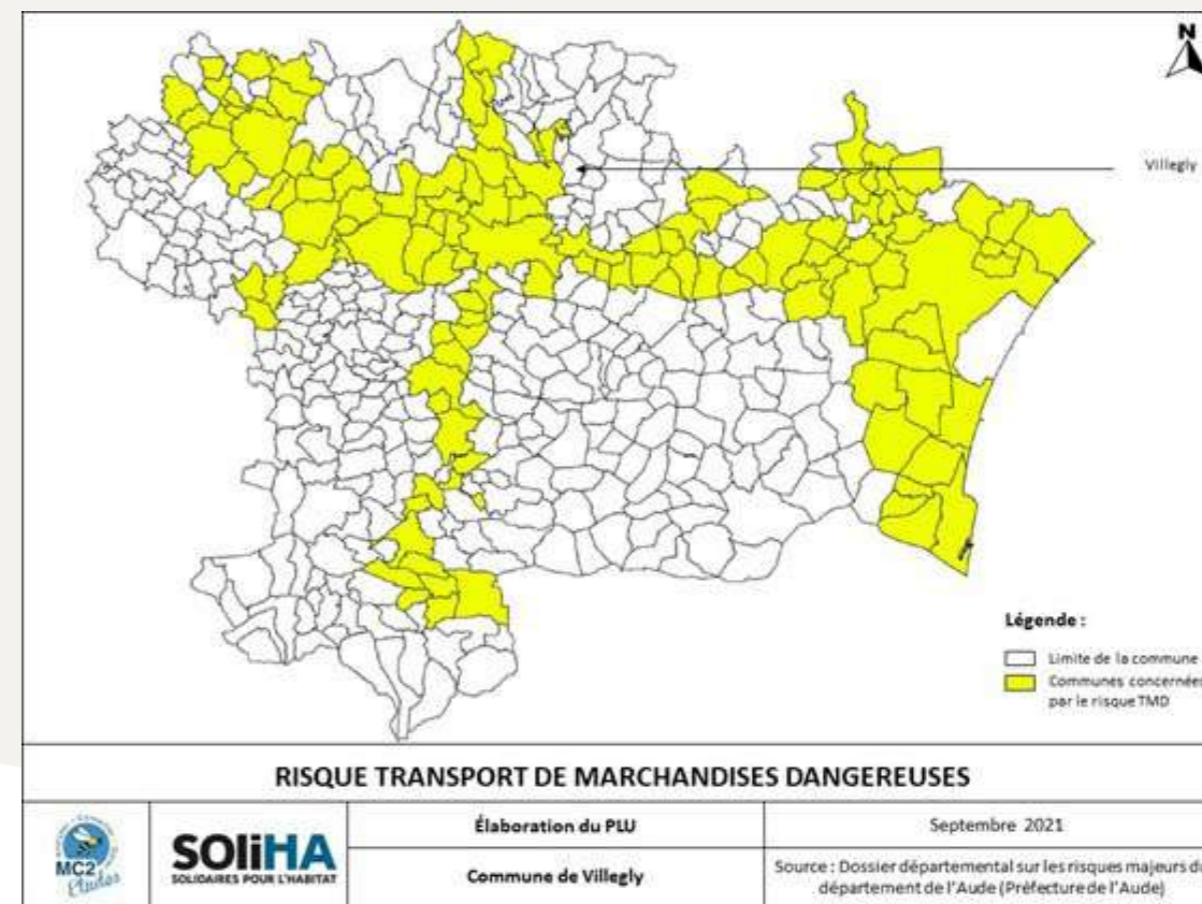 N
Villegly
Légende :
Limite de la commune
Communes concernées
par le risque TMD
RISQUE TRANSPORT DE MARCHANDISES DANGEREUSES
MC2
Etudes
SOLiHA
SOLIDAIRES POUR L'HABITAT
Élaboration du PLU
Commune de Villegly
Septembre 2021
Source : Dossier départemental sur les risques majeurs du
département de l'Aude (Préfecture de l'Aude)